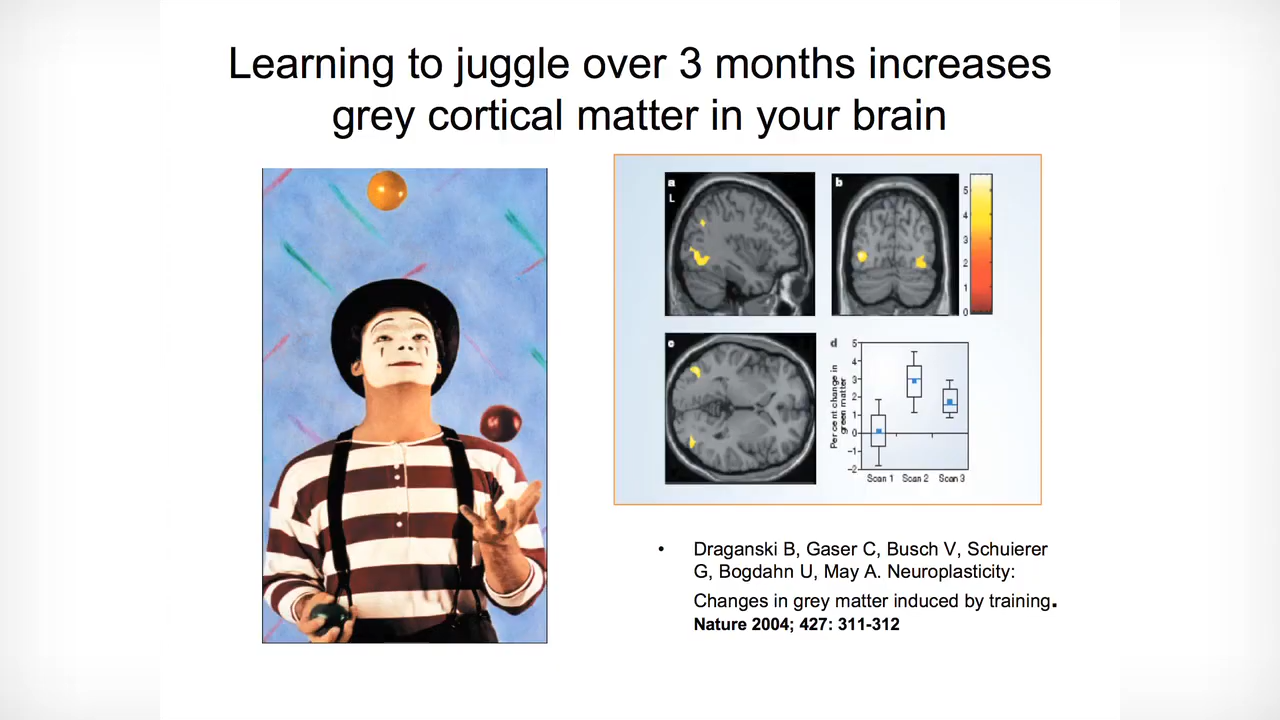 Learning to juggle over 3 months increases
grey cortical matter in your brain
a
L
b
5
4
3
2
1
0
c
d
Per cent change in
green matter
5
4
3
2
1
0
-1
-2
Scan 1 Scan 2 Scan 3
• Draganski B, Gaser C, Busch V, Schuierer
G, Bogdahn U, May A. Neuroplasticity:
Changes in grey matter induced by training.
Nature 2004; 427: 311-312